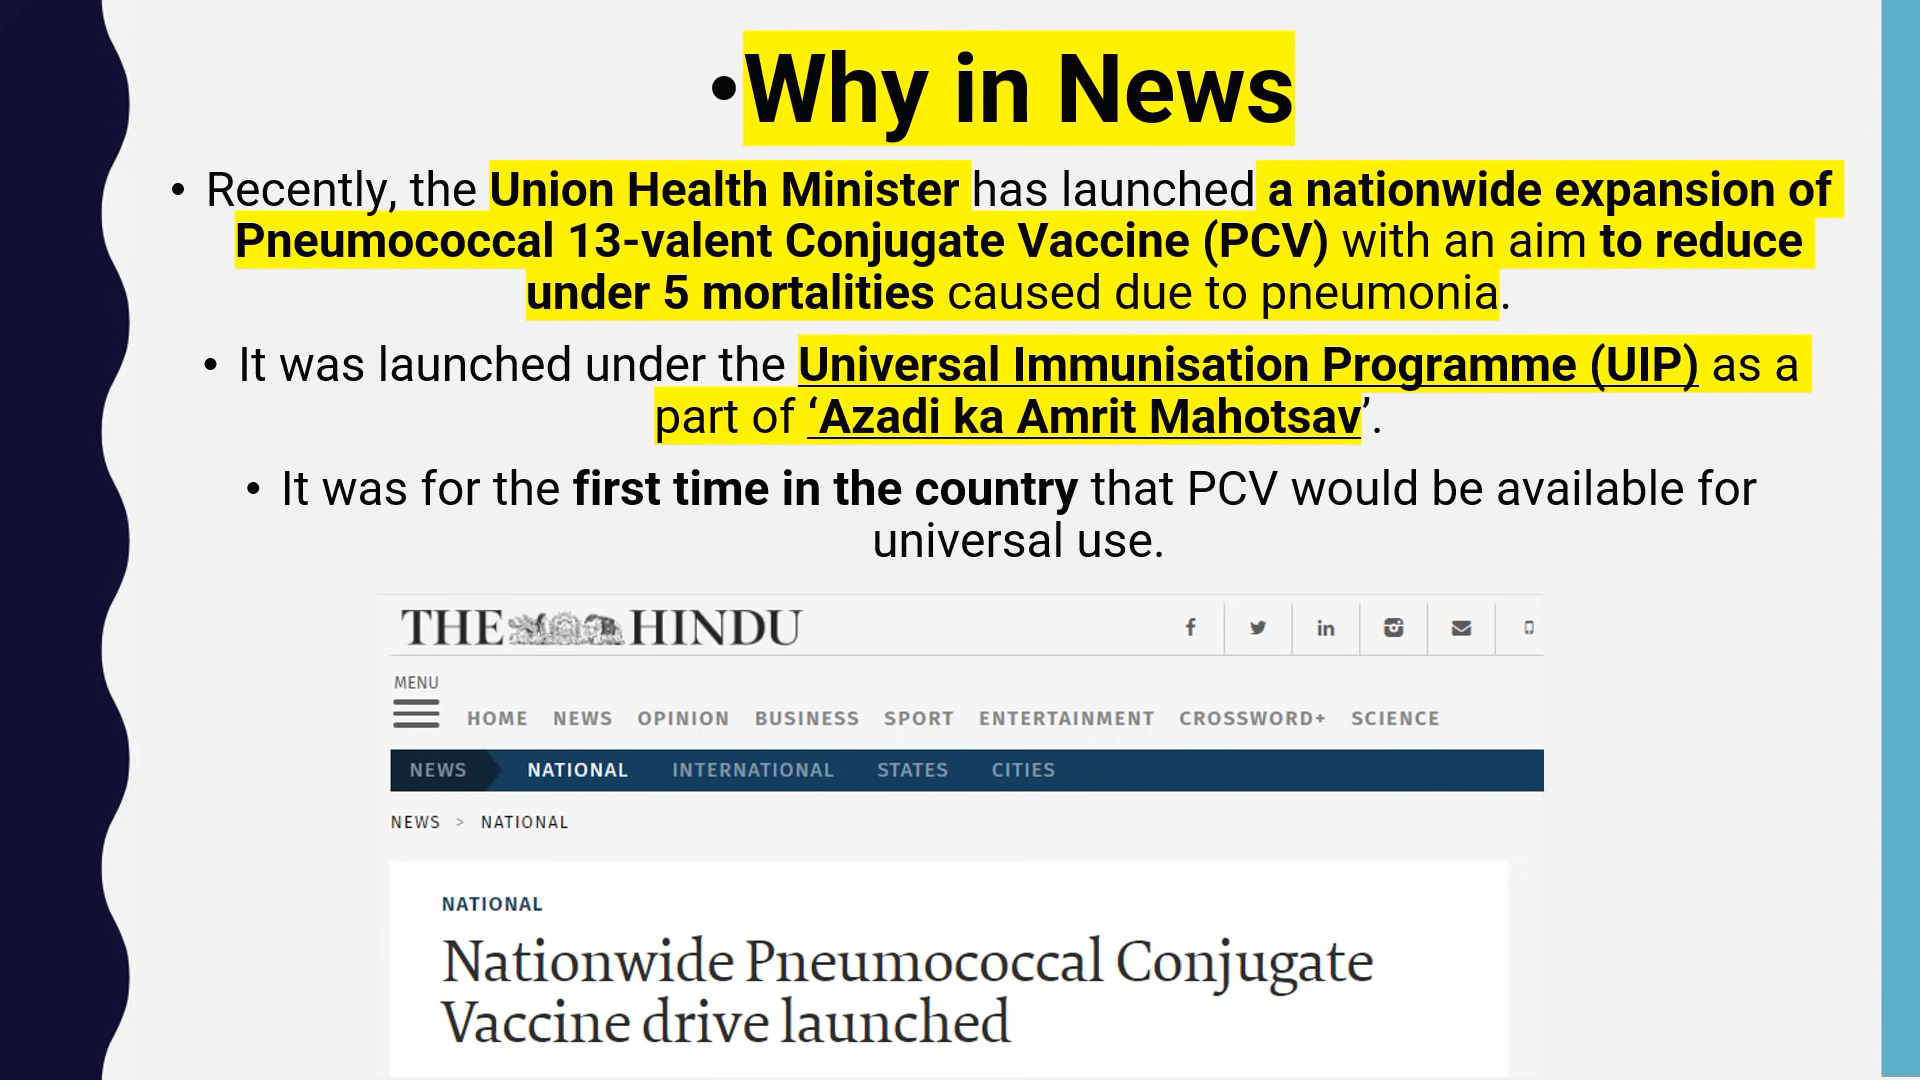 •Why in News
• Recently, the Union Health Minister has launched a nationwide expansion of
Pneumococcal 13-valent Conjugate Vaccine (PCV) with an aim to reduce
under 5 mortalities caused due to pneumonia.
• It was launched under the Universal Immunisation Programme (UIP) as a
part of ‘Azadi ka Amrit Mahotsav’.
• It was for the first time in the country that PCV would be available for
universal use.
THE HINDU
MENU
HOME NEWS OPINION BUSINESS SPORT ENTERTAINMENT CROSSWORD+ SCIENCE
NEWS NATIONAL INTERNATIONAL STATES CITIES
NEWS > NATIONAL
NATIONAL
Nationwide Pneumococcal Conjugate
Vaccine drive launched